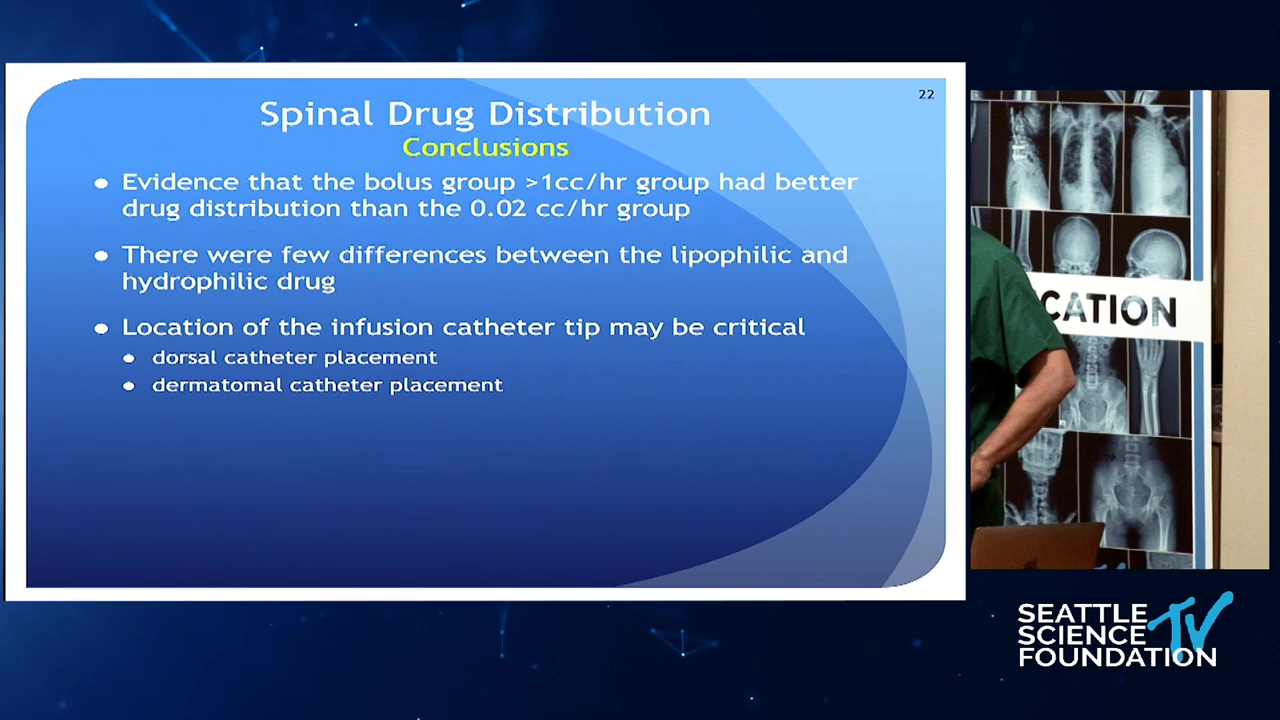 22
Spinal Drug Distribution
Conclusions
● Evidence that the bolus group >1cc/hr group had better
drug distribution than the 0.02 cc/hr group
● There were few differences between the lipophilic and
hydrophilic drug
● Location of the infusion catheter tip may be critical
● dorsal catheter placement
● dermatomal catheter placement
CATION
SEATTLE
SCIENCE TV
FOUNDATION